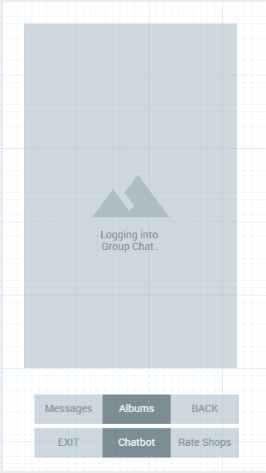 Logging into
Group Chat..
Messages Albums BACK
EXIT Chatbot Rate Shops